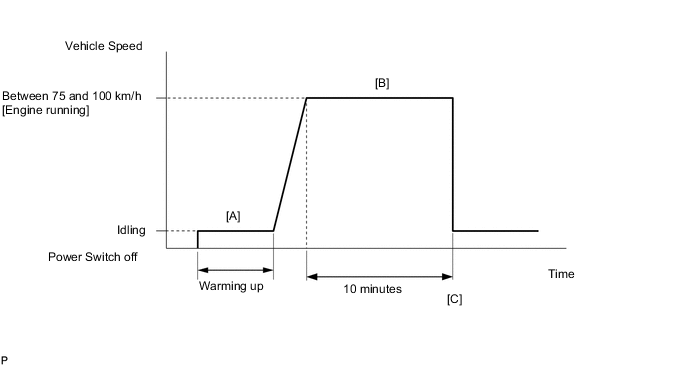 Vehicle Speed
[B]
Between 75 and 100 km/h
[Engine running]
[A]
Idling
Power Switch off
Time
Warming up
10 minutes
[C]
P